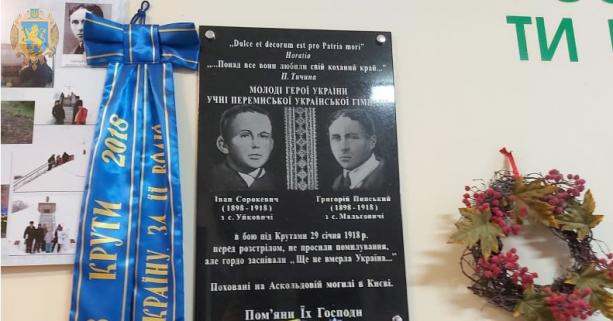 „Dulce et decorum est pro Patria mori"
Horatio
„...Понад все вони любили свій коханий край..."
П. Тичина
МОЛОДІ ГЕРОЇ УКРАЇНИ
УЧНІ ПЕРЕМИСЬКОЇ УКРАЇНСЬКОЇ
Іван Сорокевич
(1898-1918)
з с. Уйковичі
Григорій Пипський
(1898-1918)
з с. Мальговичі
в бою під Крутами 29 січня 1918 р.
перед розстрілом, не просили помилування,
але гордо заспівали „Ще не вмерла Україна..."
Поховані на Аскольдовій могилі в Києві.
Пом'яни Їх Господи
КРУТИ 2018
УКРАЇНУ, ЗА ЇЇ ВОЛЮ
ТИ